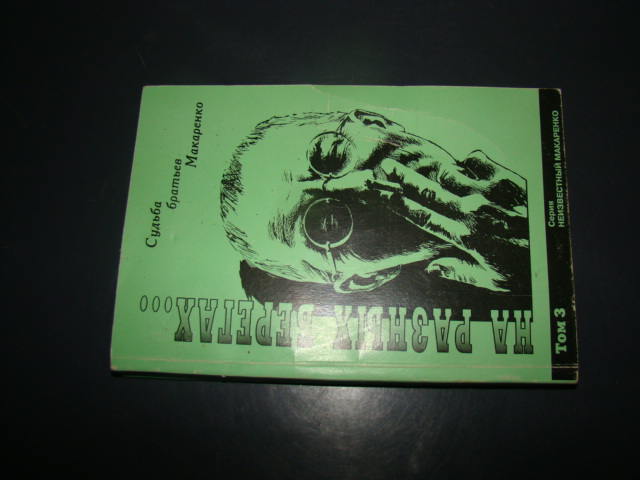 Судьба
братьев
Макаренко
НА РАЗНЫХ БЕРЕГАХ...
Том 3
Серия
НЕИЗВЕСТНЫЙ МАКАРЕНКО